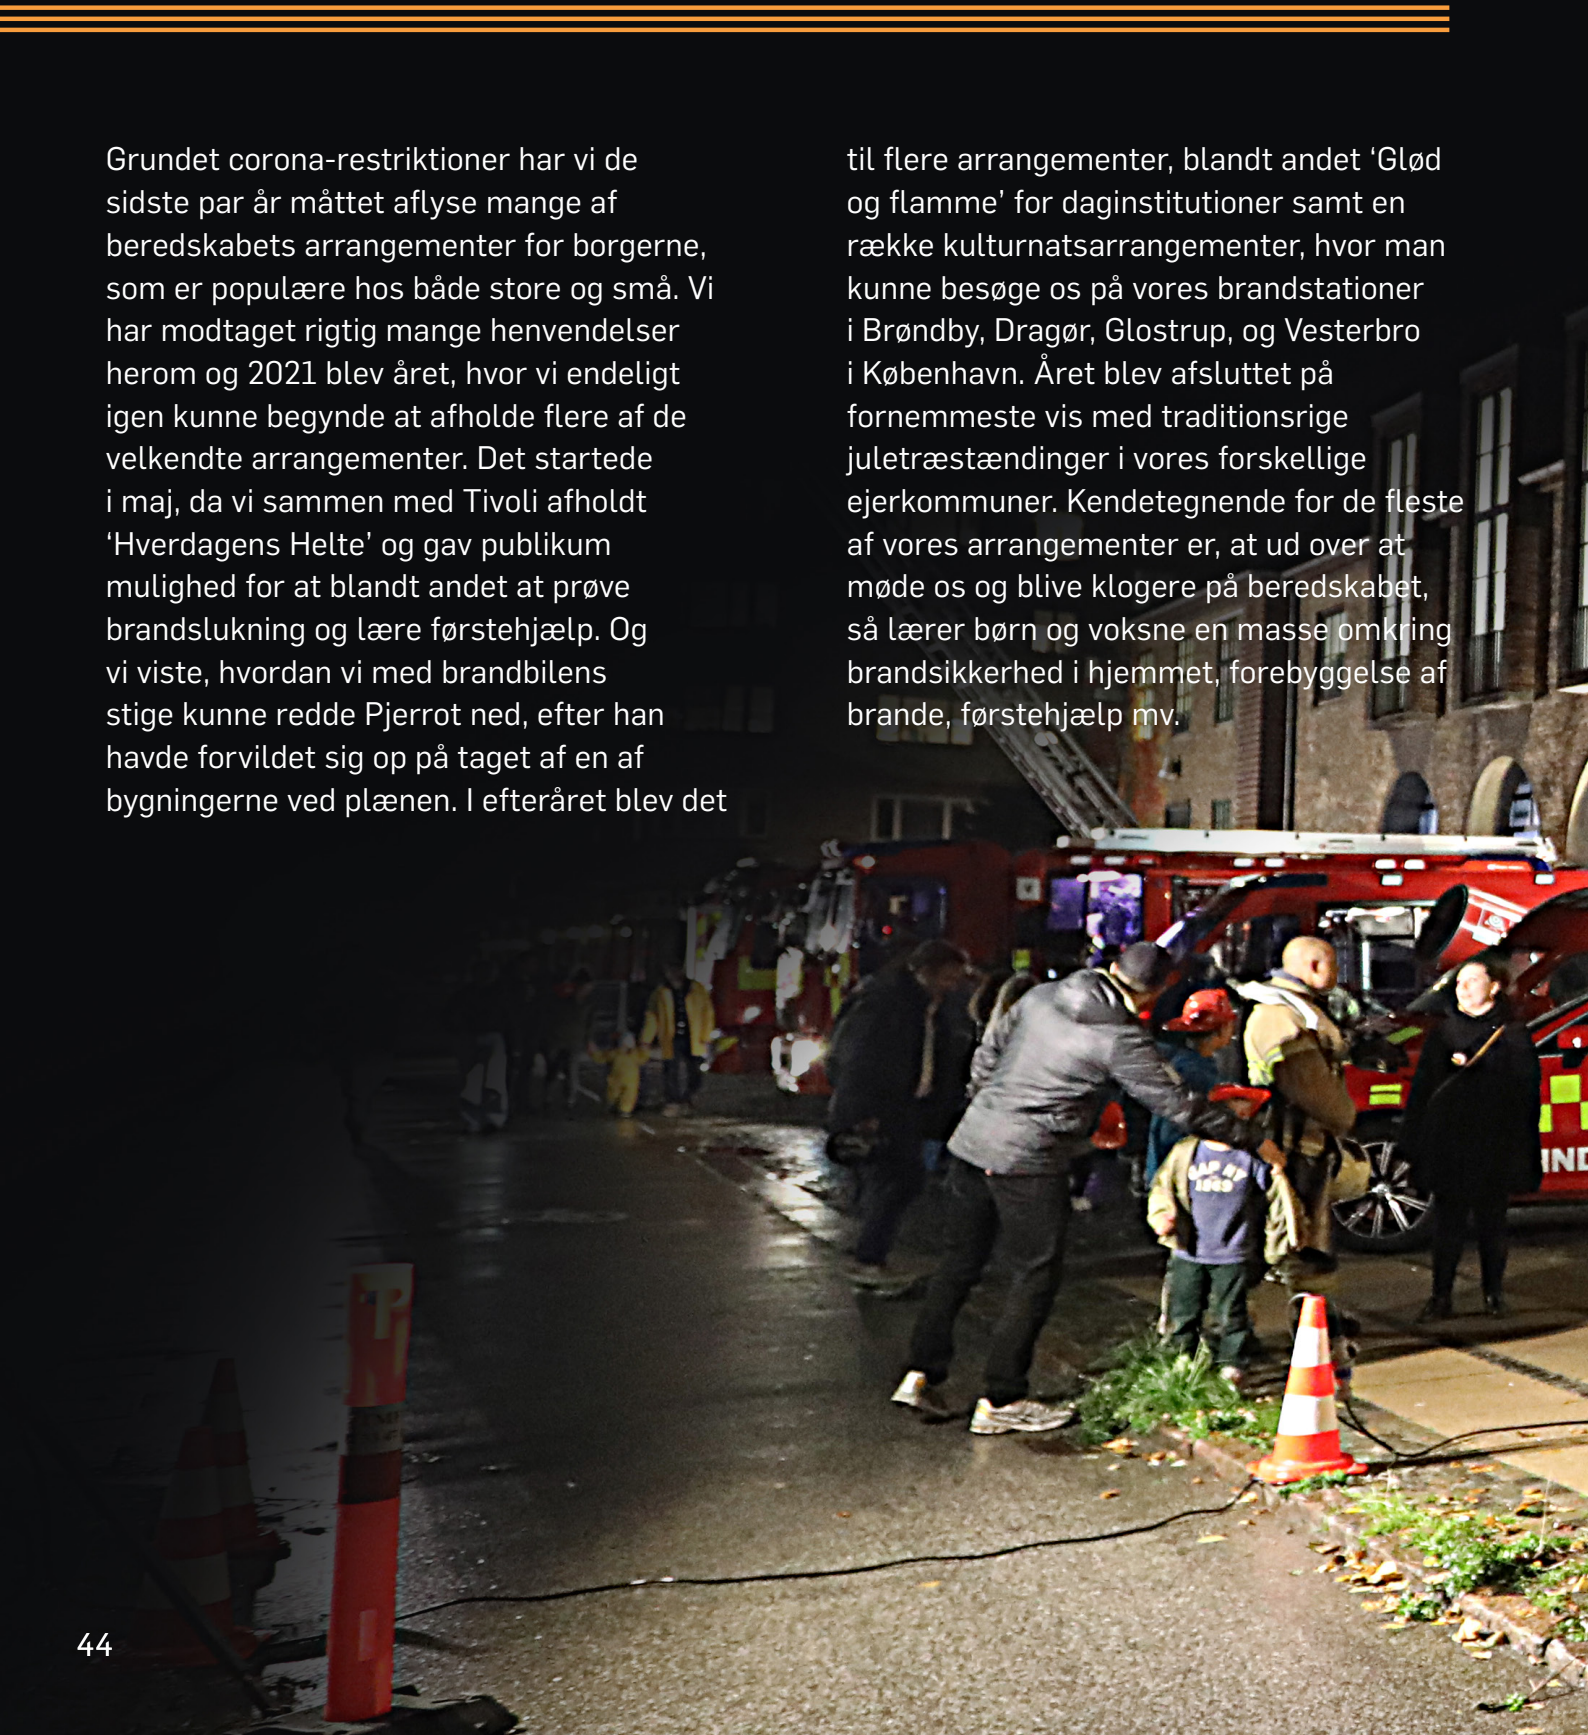 Grundet corona-restriktioner har vi de
sidste par år måttet aflyse mange af
beredskabets arrangementer for borgerne,
som er populære hos både store og små. Vi
har modtaget rigtig mange henvendelser
herom og 2021 blev året, hvor vi endeligt
igen kunne begynde at afholde flere af de
velkendte arrangementer. Det startede
i maj, da vi sammen med Tivoli afholdt
‘Hverdagens Helte’ og gav publikum
mulighed for at blandt andet at prøve
brandslukning og lære førstehjælp. Og
vi viste, hvordan vi med brandbilens
stige kunne redde Pjerrot ned, efter han
havde forvildet sig op på taget af en af
bygningerne ved plænen. I efteråret blev det
til flere arrangementer, blandt andet ‘Glød
og flamme’ for daginstitutioner samt en
række kulturnatsarrangementer, hvor man
kunne besøge os på vores brandstationer
i Brøndby, Dragør, Glostrup, og Vesterbro
i København. Året blev afsluttet på
fornemmeste vis med traditionsrige
juletræstændinger i vores forskellige
ejerkommuner. Kendetegnende for de fleste
af vores arrangementer er, at ud over at
møde os og blive klogere på beredskabet,
så lærer børn og voksne en masse omkring
brandsikkerhed i hjemmet, forebyggelse af
brande, førstehjælp mv.
GAP NY
1969
IND
44